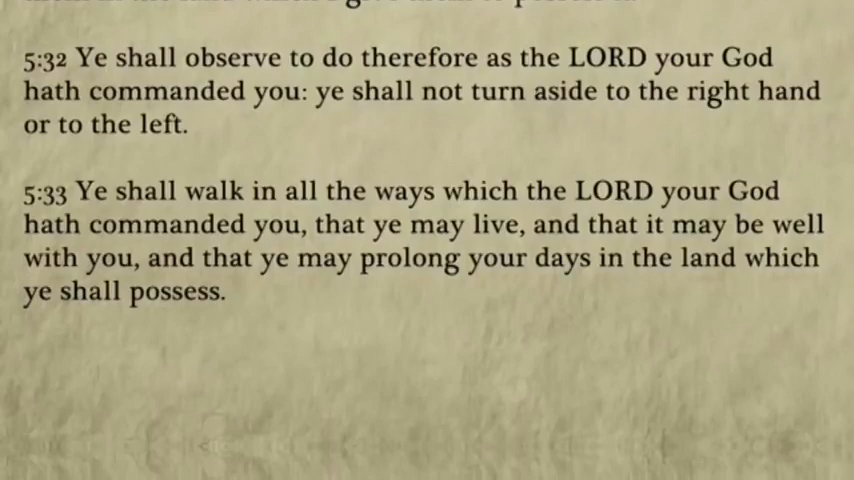 5:32 Ye shall observe to do therefore as the LORD your God
hath commanded you: ye shall not turn aside to the right hand
or to the left.
5:33 Ye shall walk in all the ways which the LORD your God
hath commanded you, that ye may live, and that it may be well
with you, and that ye may prolong your days in the land which
ye shall possess.